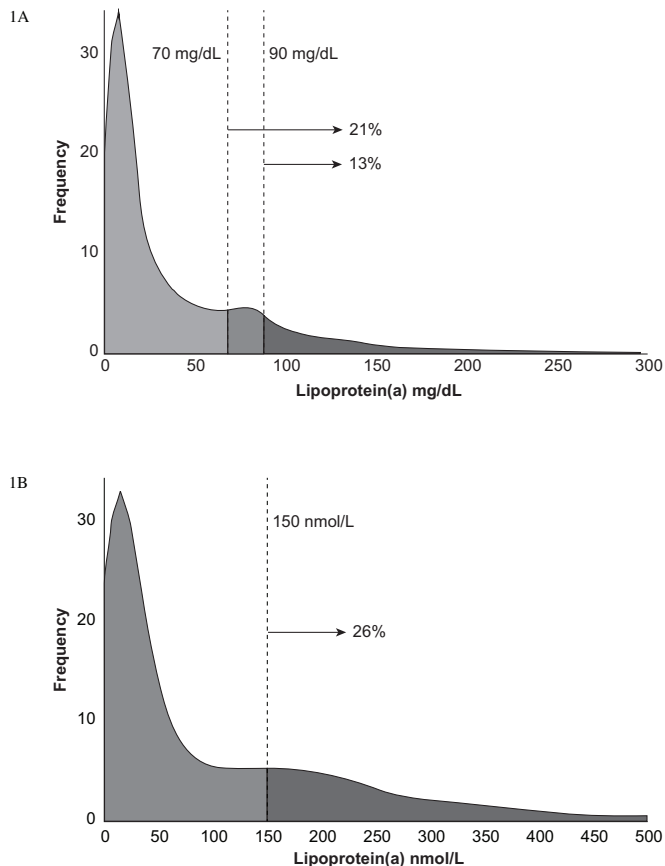 1A
70 mg/dL 90 mg/dL
30
21%
13%
20
Frequency
10
0
0 50 100 150 200 250 300
Lipoprotein(a) mg/dL
1B
30
150 nmol/L
26%
20
Frequency
10
0
0 50 100 150 200 250 300 350 400 450 500
Lipoprotein(a) nmol/L